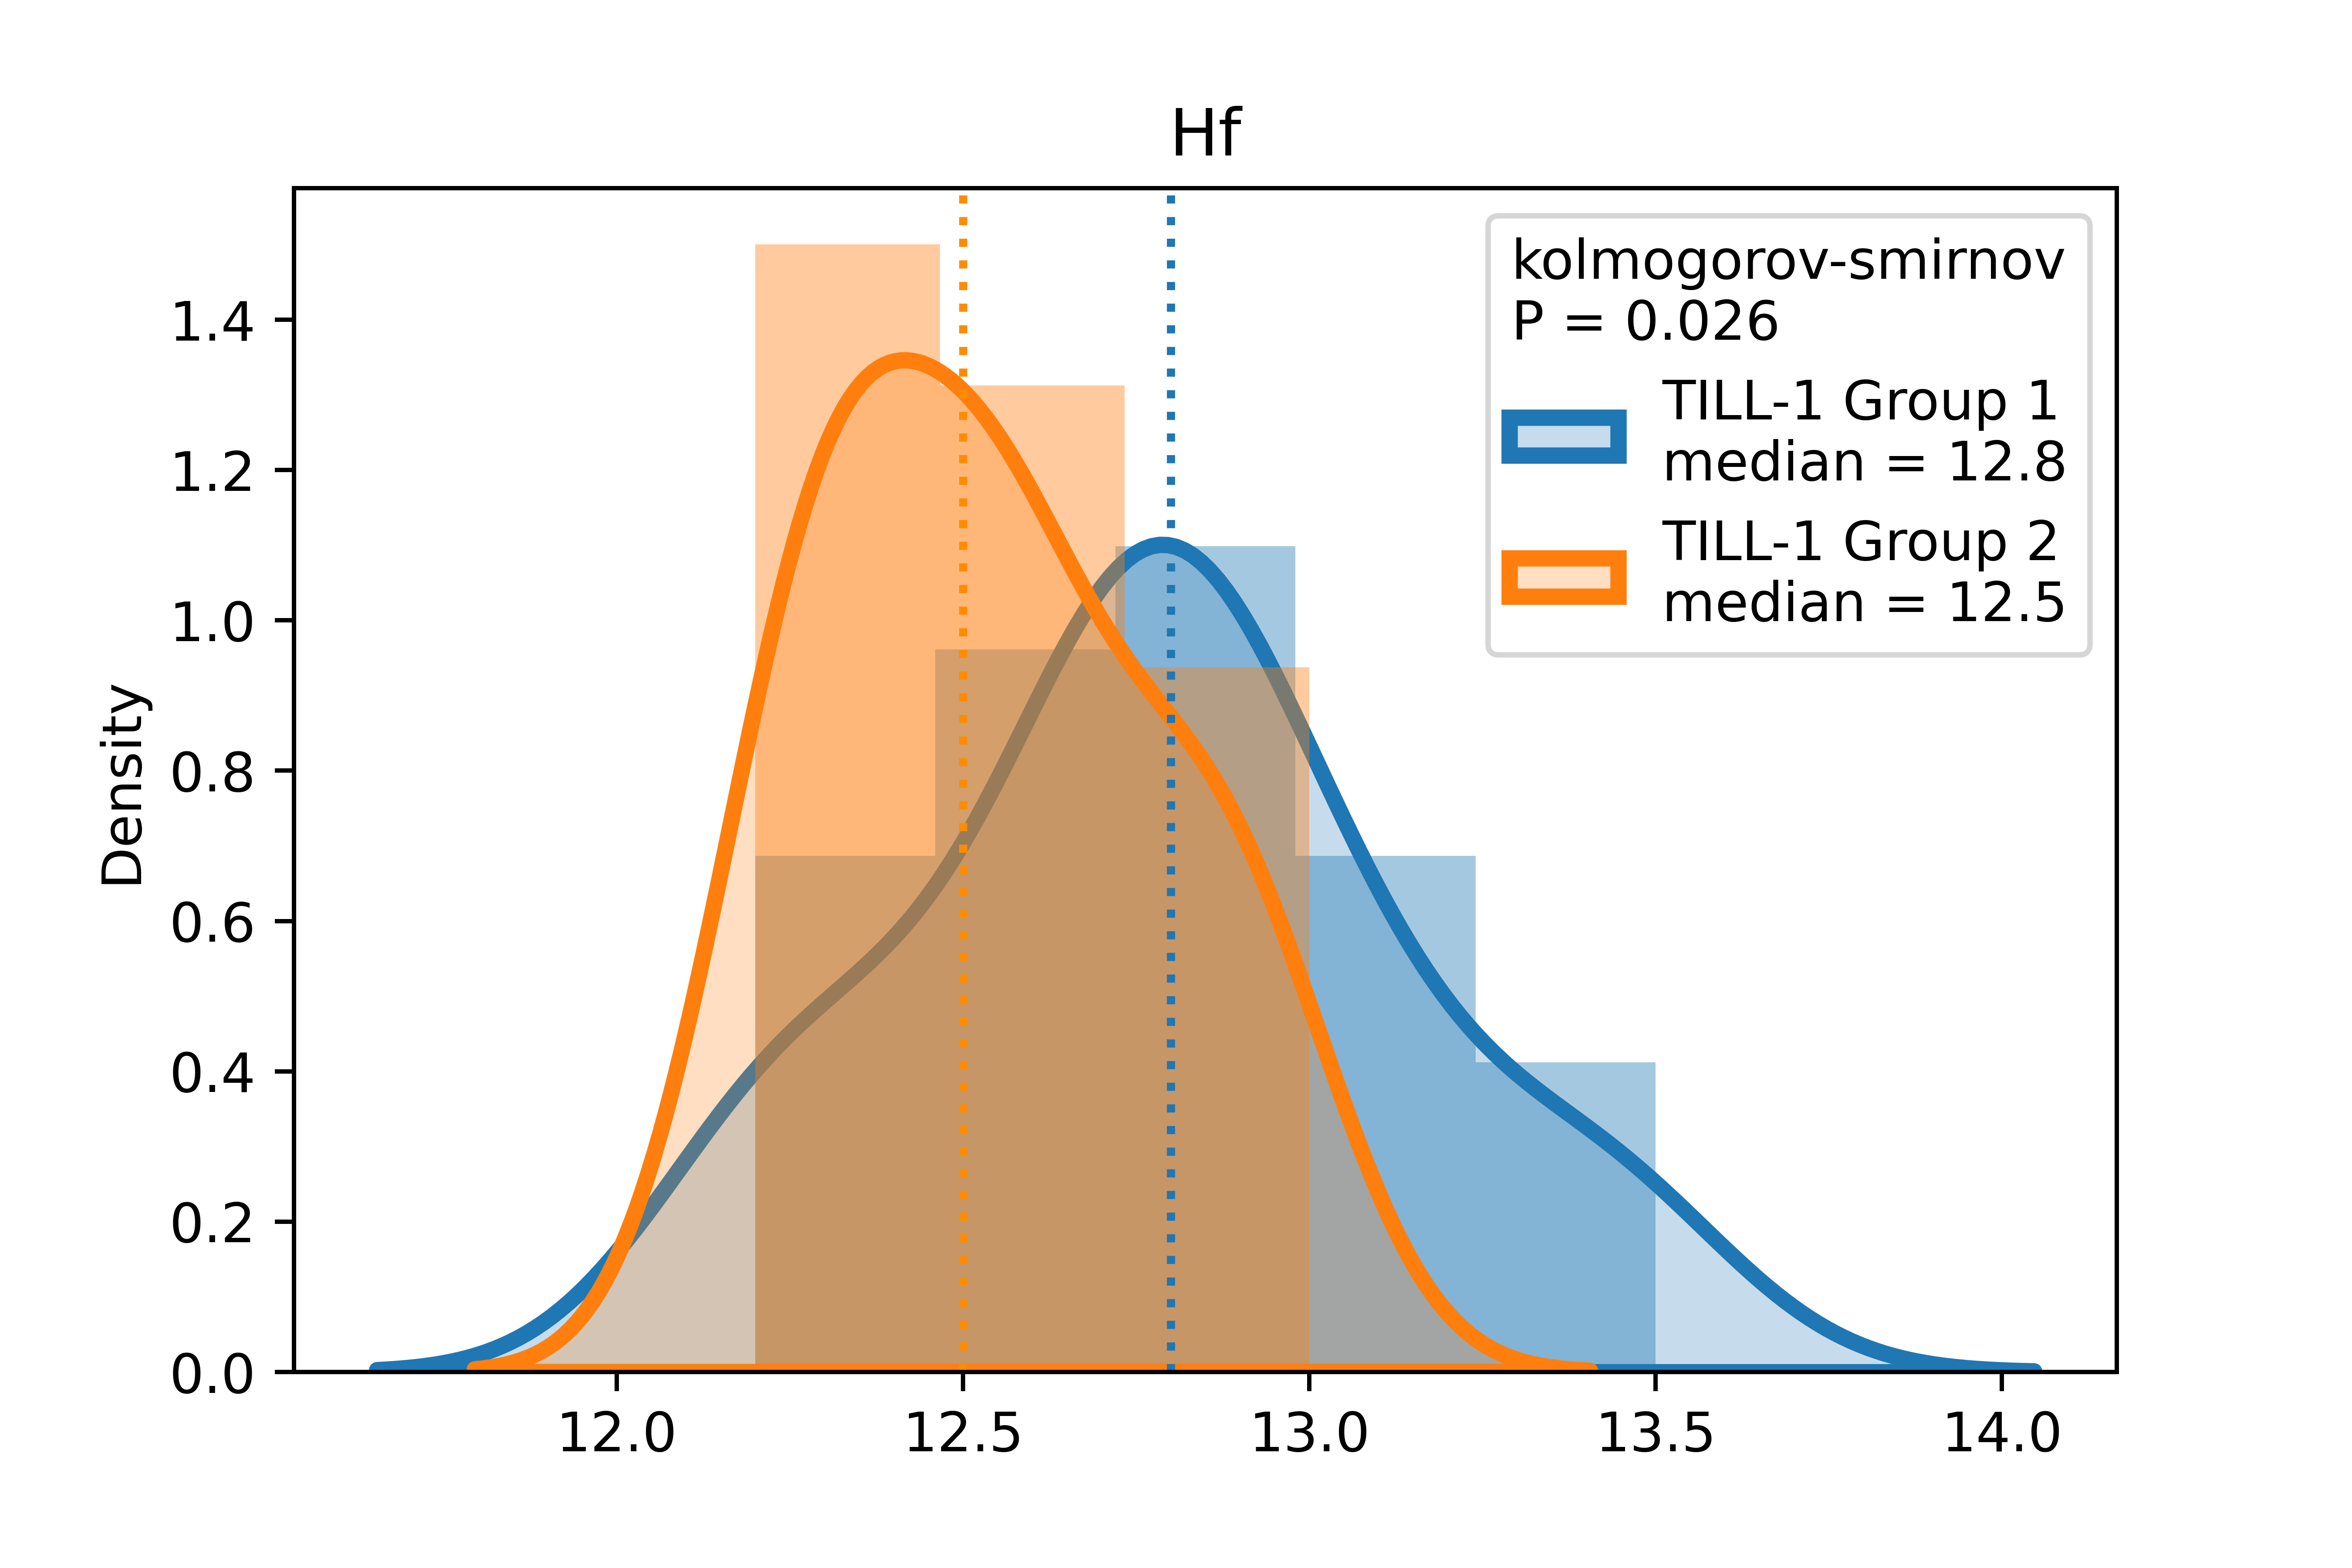 Hf
kolmogorov-smirnov
P = 0.026
TILL-1 Group 1
median = 12.8
TILL-1 Group 2
median = 12.5
Density
1.4
1.2
1.0
0.8
0.6
0.4
0.2
0.0
12.0 12.5 13.0 13.5 14.0